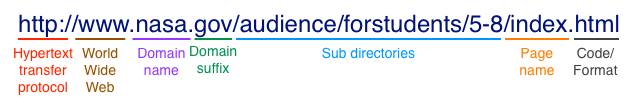 http://www.nasa.gov/audience/forstudents/5-8/index.html
Hypertext transfer protocol
World Wide Web
Domain name
Domain suffix
Sub directories
Page name
Code/ Format